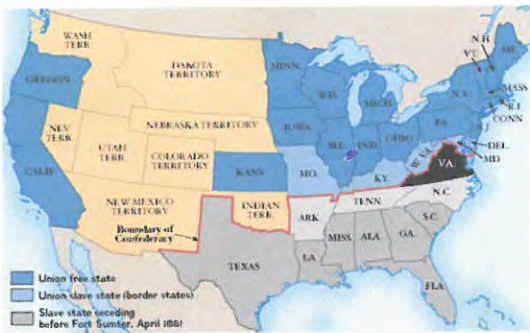 WASH.
TERR.
OREGON
CALIF.
NEV.
TERR.
UTAH
TERR.
DAKOTA
TERRITORY
NEBRASKA TERRITORY
COLORADO
TERRITORY
NEW MEXICO
TERRITORY
KANS.
INDIAN
TERR.
TEXAS
MINN.
IOWA
MO.
ARK.
LA.
WIS.
ILL.
MICH.
IND.
OHIO
KY.
TENN.
MISS.
ALA.
GA.
FLA.
S.C.
N.C.
VA.
W. VA.
PA.
N.Y.
VT.
N.H.
ME.
MASS.
R.I.
CONN.
N.J.
DEL.
MD.
Boundary of
Confederacy
Union free state
Union slave state (border states)
Slave state seceding
before Fort Sumter, April 1861